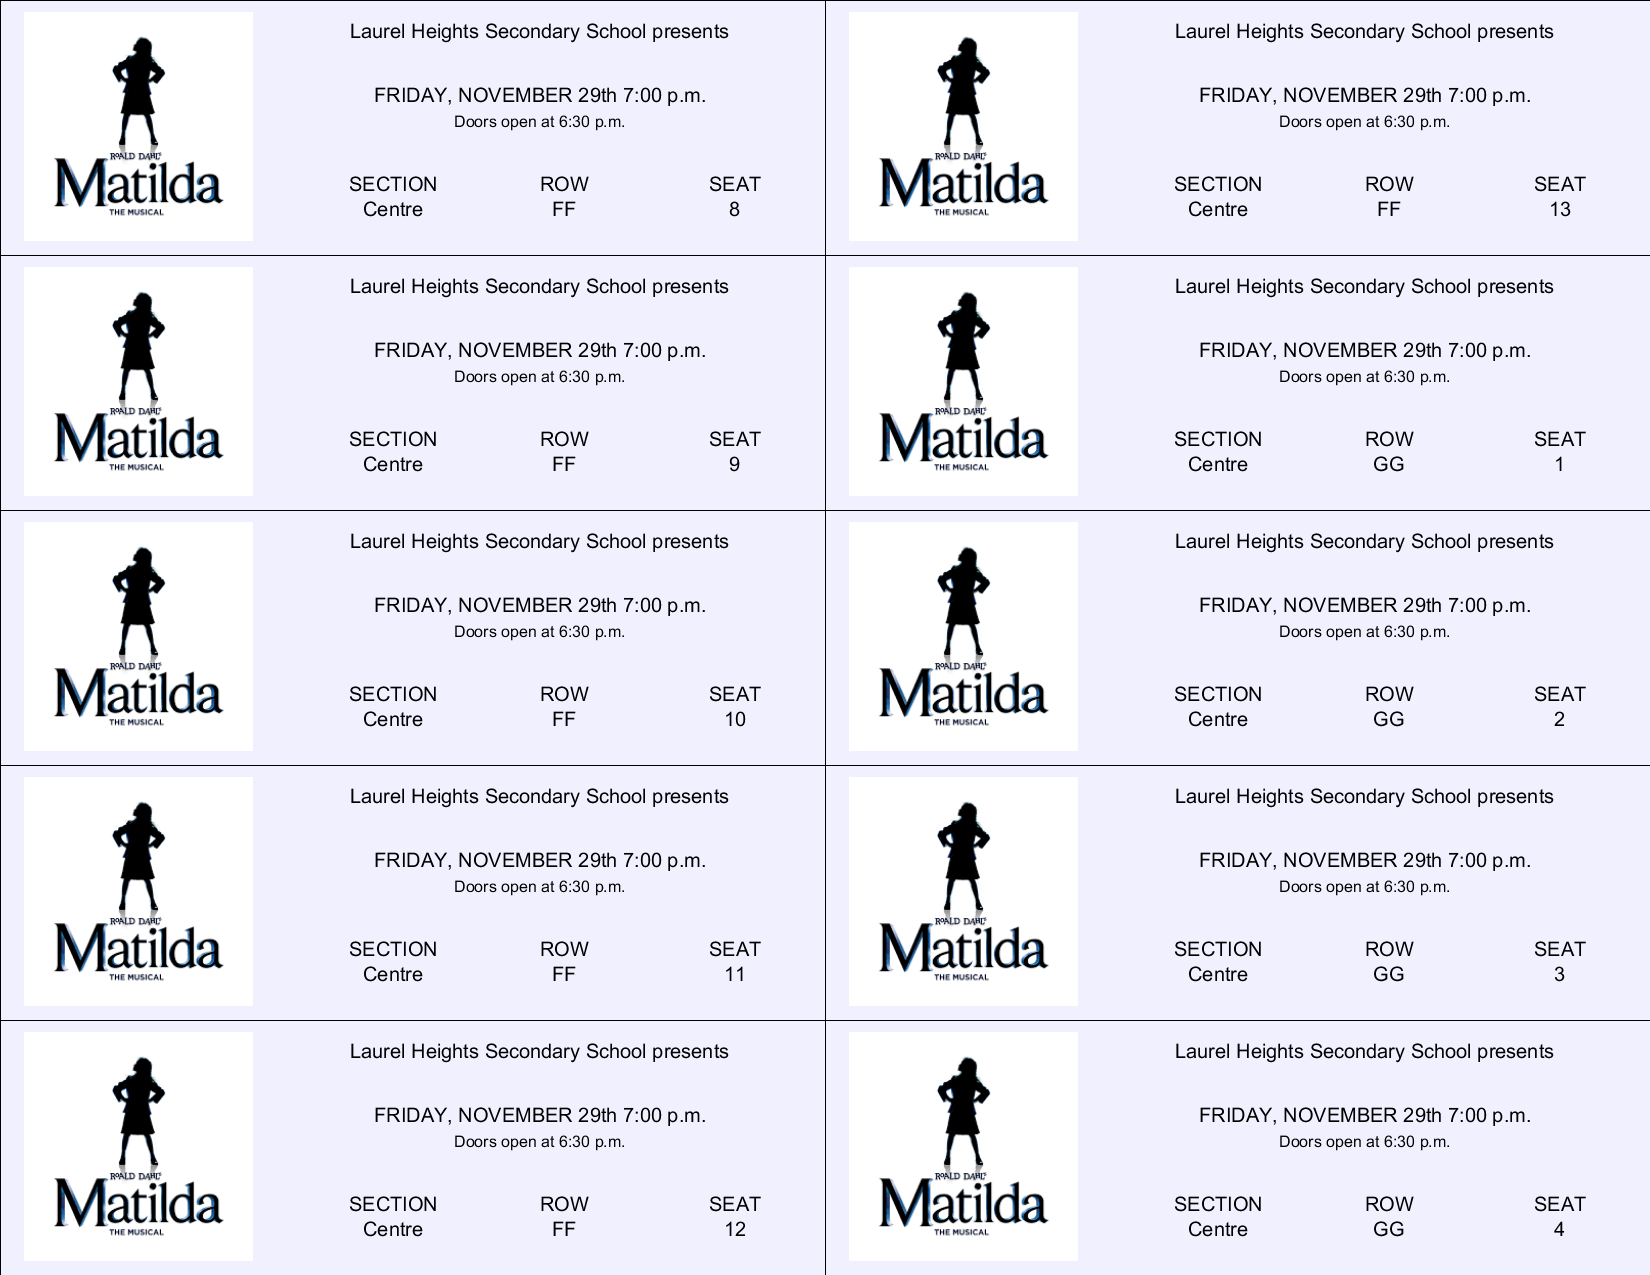 Laurel Heights Secondary School presents
FRIDAY, NOVEMBER 29th 7:00 p.m.
Doors open at 6:30 p.m.
ROALD DAHL'S
Matilda
THE MUSICAL
SECTION ROW SEAT
Centre FF 8
Laurel Heights Secondary School presents
FRIDAY, NOVEMBER 29th 7:00 p.m.
Doors open at 6:30 p.m.
ROALD DAHL'S
Matilda
THE MUSICAL
SECTION ROW SEAT
Centre FF 13
Laurel Heights Secondary School presents
FRIDAY, NOVEMBER 29th 7:00 p.m.
Doors open at 6:30 p.m.
ROALD DAHL'S
Matilda
THE MUSICAL
SECTION ROW SEAT
Centre FF 9
Laurel Heights Secondary School presents
FRIDAY, NOVEMBER 29th 7:00 p.m.
Doors open at 6:30 p.m.
ROALD DAHL'S
Matilda
THE MUSICAL
SECTION ROW SEAT
Centre GG 1
Laurel Heights Secondary School presents
FRIDAY, NOVEMBER 29th 7:00 p.m.
Doors open at 6:30 p.m.
ROALD DAHL'S
Matilda
THE MUSICAL
SECTION ROW SEAT
Centre FF 10
Laurel Heights Secondary School presents
FRIDAY, NOVEMBER 29th 7:00 p.m.
Doors open at 6:30 p.m.
ROALD DAHL'S
Matilda
THE MUSICAL
SECTION ROW SEAT
Centre GG 2
Laurel Heights Secondary School presents
FRIDAY, NOVEMBER 29th 7:00 p.m.
Doors open at 6:30 p.m.
ROALD DAHL'S
Matilda
THE MUSICAL
SECTION ROW SEAT
Centre FF 11
Laurel Heights Secondary School presents
FRIDAY, NOVEMBER 29th 7:00 p.m.
Doors open at 6:30 p.m.
ROALD DAHL'S
Matilda
THE MUSICAL
SECTION ROW SEAT
Centre GG 3
Laurel Heights Secondary School presents
FRIDAY, NOVEMBER 29th 7:00 p.m.
Doors open at 6:30 p.m.
ROALD DAHL'S
Matilda
THE MUSICAL
SECTION ROW SEAT
Centre FF 12
Laurel Heights Secondary School presents
FRIDAY, NOVEMBER 29th 7:00 p.m.
Doors open at 6:30 p.m.
ROALD DAHL'S
Matilda
THE MUSICAL
SECTION ROW SEAT
Centre GG 4